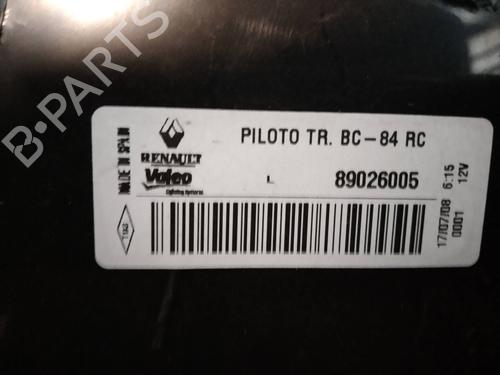 B-PARTS
MADE IN SPAIN
RENAULT
Valeo
Lighting Systems
PILOTO TR. BC-84 RC
L
89026005
17/07/08 6:15
0001 12V